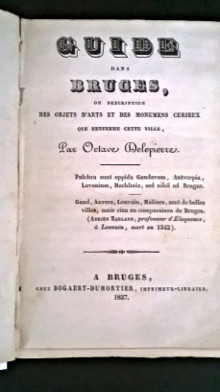 GUIDE
DANS
BRUGES,
OU DESCRIPTION
DES OBJETS D'ARTS ET DES MONUMENS CURIEUX
QUE RENFERME CETTE VILLE,
Par Octave Delepierre.
Pulchra sunt oppida Gandavum, Antverpia,
Lovanium, Mechlinia, sed nihil ad Brugas.
Gand, Anvers, Louvain, Malines, sont de belles
villes, mais rien en comparaison de Bruges.
(ADRIEN BARLAND, professeur d'Eloquence,
à Louvain, mort en 1542).
A BRUGES,
CHEZ BOGAERT-DUMORTIER, IMPRIMEUR-LIBRAIRE.
1837.